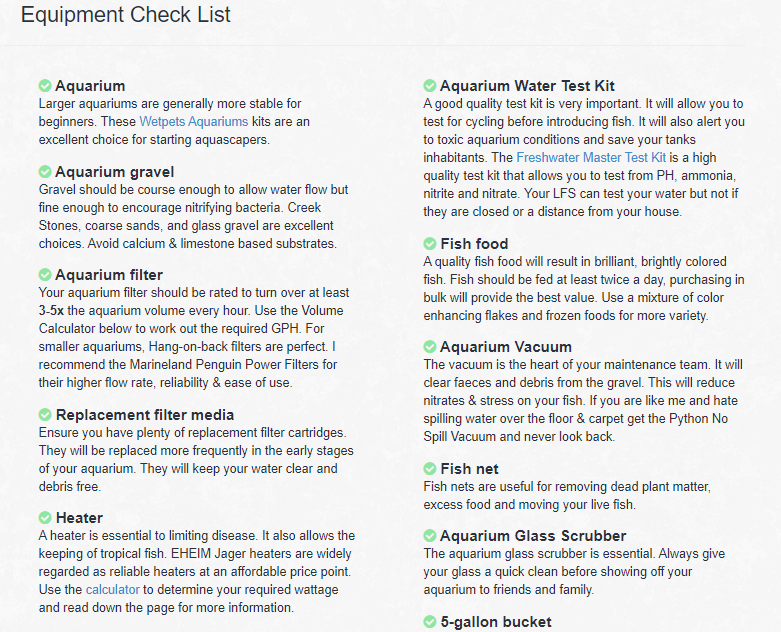 Equipment Check List
Aquarium
Larger aquariums are generally more stable for
beginners. These Wetpets Aquariums kits are an
excellent choice for starting aquascapers.
Aquarium gravel
Gravel should be course enough to allow water flow but
fine enough to encourage nitrifying bacteria. Creek
Stones, coarse sands, and glass gravel are excellent
choices. Avoid calcium & limestone based substrates.
Aquarium filter
Your aquarium filter should be rated to turn over at least
3-5x the aquarium volume every hour. Use the Volume
Calculator below to work out the required GPH. For
smaller aquariums, Hang-on-back filters are perfect. I
recommend the Marineland Penguin Power Filters for
their higher flow rate, reliability & ease of use.
Replacement filter media
Ensure you have plenty of replacement filter cartridges.
They will be replaced more frequently in the early stages
of your aquarium. They will keep your water clear and
debris free.
Heater
A heater is essential to limiting disease. It also allows the
keeping of tropical fish. EHEIM Jager heaters are widely
regarded as reliable heaters at an affordable price point.
Use the calculator to determine your required wattage
and read down the page for more information.
Aquarium Water Test Kit
A good quality test kit is very important. It will allow you to
test for cycling before introducing fish. It will also alert you
to toxic aquarium conditions and save your tanks
inhabitants. The Freshwater Master Test Kit is a high
quality test kit that allows you to test from PH, ammonia,
nitrite and nitrate. Your LFS can test your water but not if
they are closed or a distance from your house.
Fish food
A quality fish food will result in brilliant, brightly colored
fish. Fish should be fed at least twice a day, purchasing in
bulk will provide the best value. Use a mixture of color
enhancing flakes and frozen foods for more variety.
Aquarium Vacuum
The vacuum is the heart of your maintenance team. It will
clear faeces and debris from the gravel. This will reduce
nitrates & stress on your fish. If you are like me and hate
spilling water over the floor & carpet get the Python No
Spill Vacuum and never look back.
Fish net
Fish nets are useful for removing dead plant matter,
excess food and moving your live fish.
Aquarium Glass Scrubber
The aquarium glass scrubber is essential. Always give
your glass a quick clean before showing off your
aquarium to friends and family.
5-gallon bucket